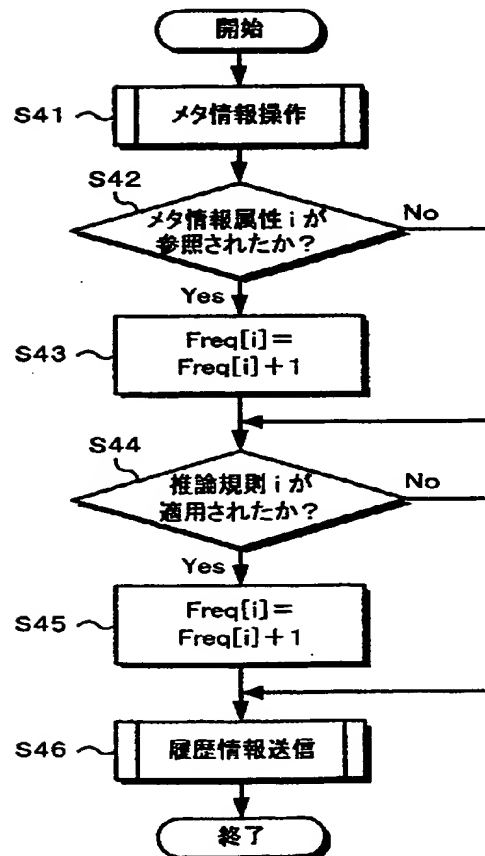 開始
S41
メタ情報操作
S42
メタ情報属性 i が
参照されたか？
No
Yes
S43
Freq[i]=
Freq[i]+1
S44
推論規則 i が
適用されたか？
No
Yes
S45
Freq[i]=
Freq[i]+1
S46
履歴情報送信
終了